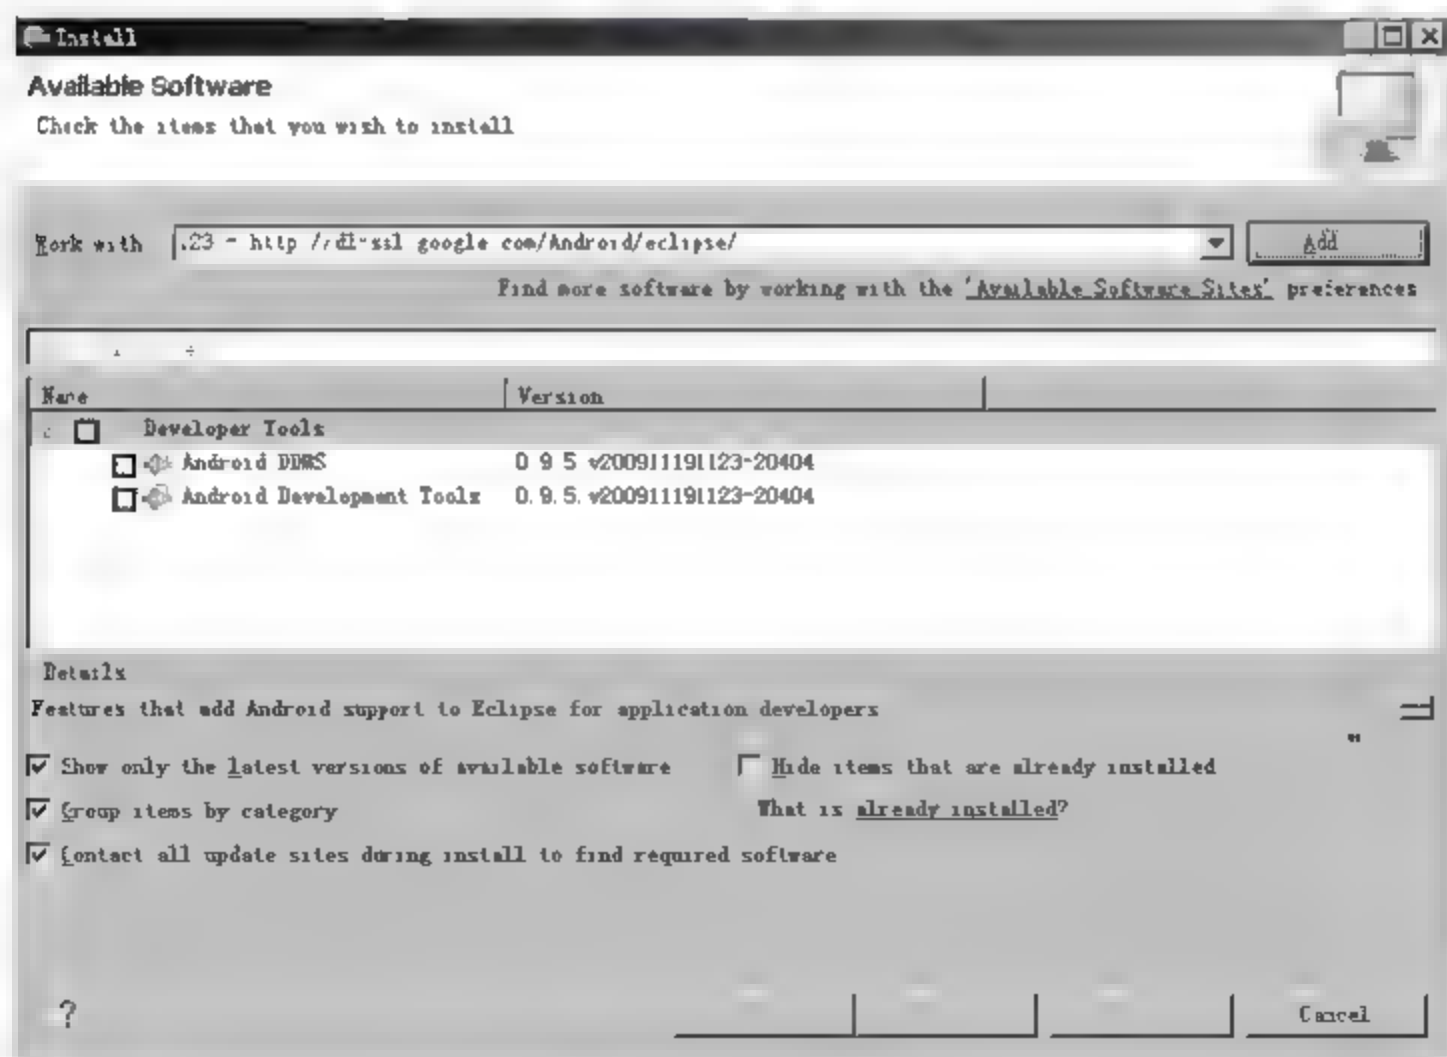 Install
Available Software
Check the items that you wish to install
Work with .23 - http://dl-ssl.google.com/Android/eclipse/ Add
Find more software by working with the 'Available Software Sites' preferences
Name Version
Developer Tools
Android DDMS 0.9.5.v200911191123-20404
Android Development Tools 0.9.5.v200911191123-20404
Details
Features that add Android support to Eclipse for application developers
Show only the latest versions of available software Hide items that are already installed
Group items by category What is already installed?
Contact all update sites during install to find required software
? Cancel